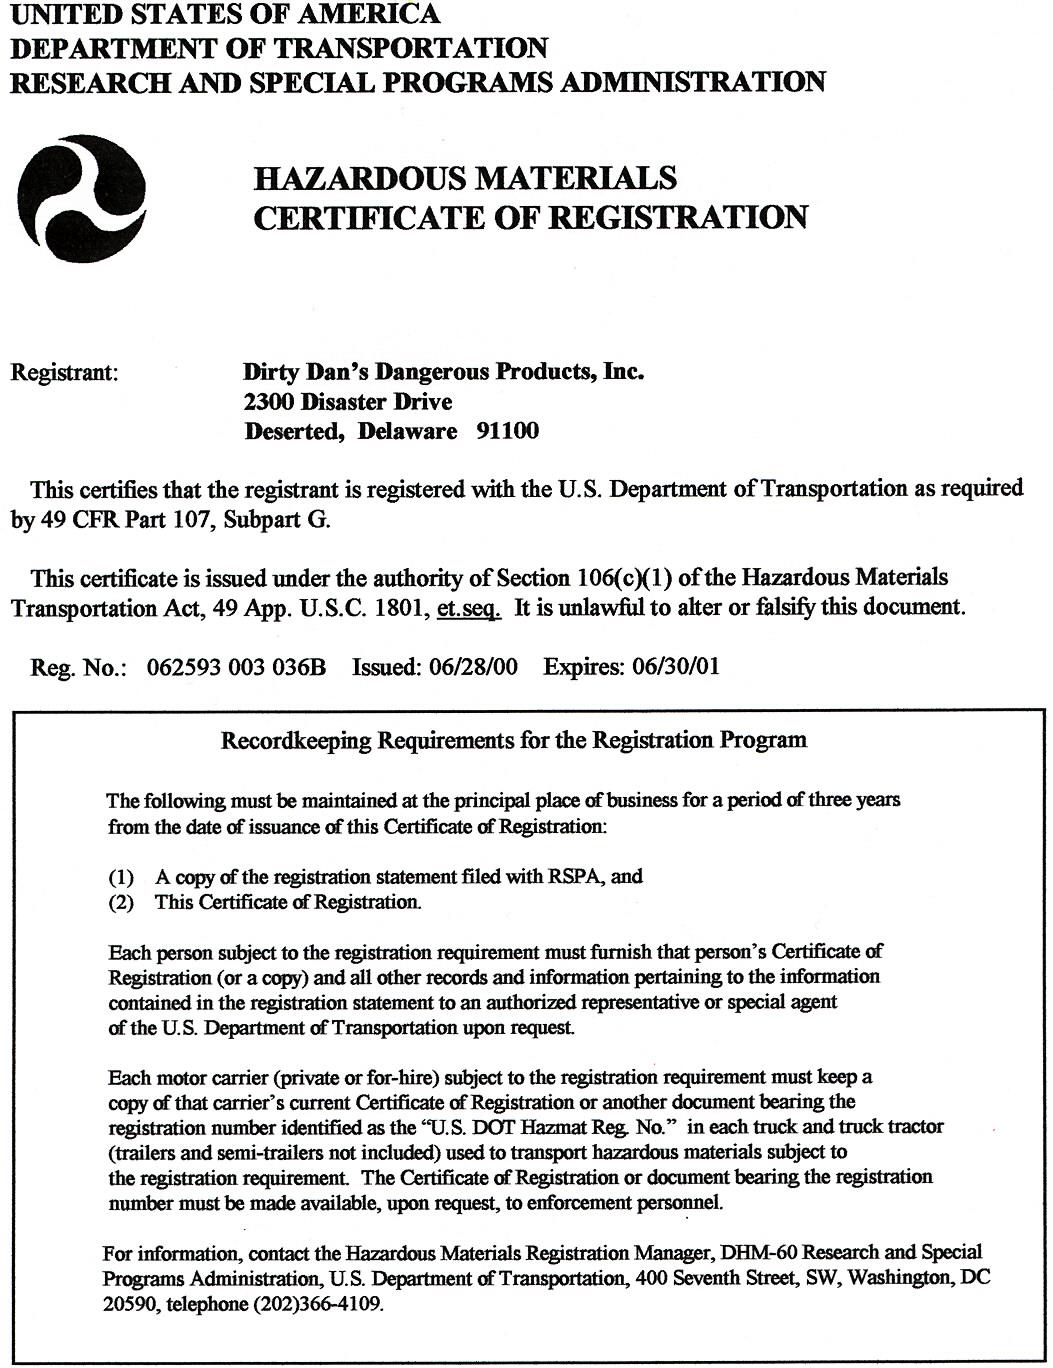 UNITED STATES OF AMERICA
DEPARTMENT OF TRANSPORTATION
RESEARCH AND SPECIAL PROGRAMS ADMINISTRATION
HAZARDOUS MATERIALS
CERTIFICATE OF REGISTRATION
Registrant: Dirty Dan's Dangerous Products, Inc.
2300 Disaster Drive
Deserted, Delaware 91100
This certifies that the registrant is registered with the U.S. Department of Transportation as required
by 49 CFR Part 107, Subpart G.
This certificate is issued under the authority of Section 106(c)(1) of the Hazardous Materials
Transportation Act, 49 App. U.S.C. 1801, et.seq. It is unlawful to alter or falsify this document.
Reg. No.: 062593 003 036B Issued: 06/28/00 Expires: 06/30/01
Recordkeeping Requirements for the Registration Program
The following must be maintained at the principal place of business for a period of three years
from the date of issuance of this Certificate of Registration:
(1) A copy of the registration statement filed with RSPA, and
(2) This Certificate of Registration.
Each person subject to the registration requirement must furnish that person's Certificate of
Registration (or a copy) and all other records and information pertaining to the information
contained in the registration statement to an authorized representative or special agent
of the U.S. Department of Transportation upon request.
Each motor carrier (private or for-hire) subject to the registration requirement must keep a
copy of that carrier's current Certificate of Registration or another document bearing the
registration number identified as the "U.S. DOT Hazmat Reg. No." in each truck and truck tractor
(trailers and semi-trailers not included) used to transport hazardous materials subject to
the registration requirement. The Certificate of Registration or document bearing the registration
number must be made available, upon request, to enforcement personnel.
For information, contact the Hazardous Materials Registration Manager, DHM-60 Research and Special
Programs Administration, U.S. Department of Transportation, 400 Seventh Street, SW, Washington, DC
20590, telephone (202)366-4109.